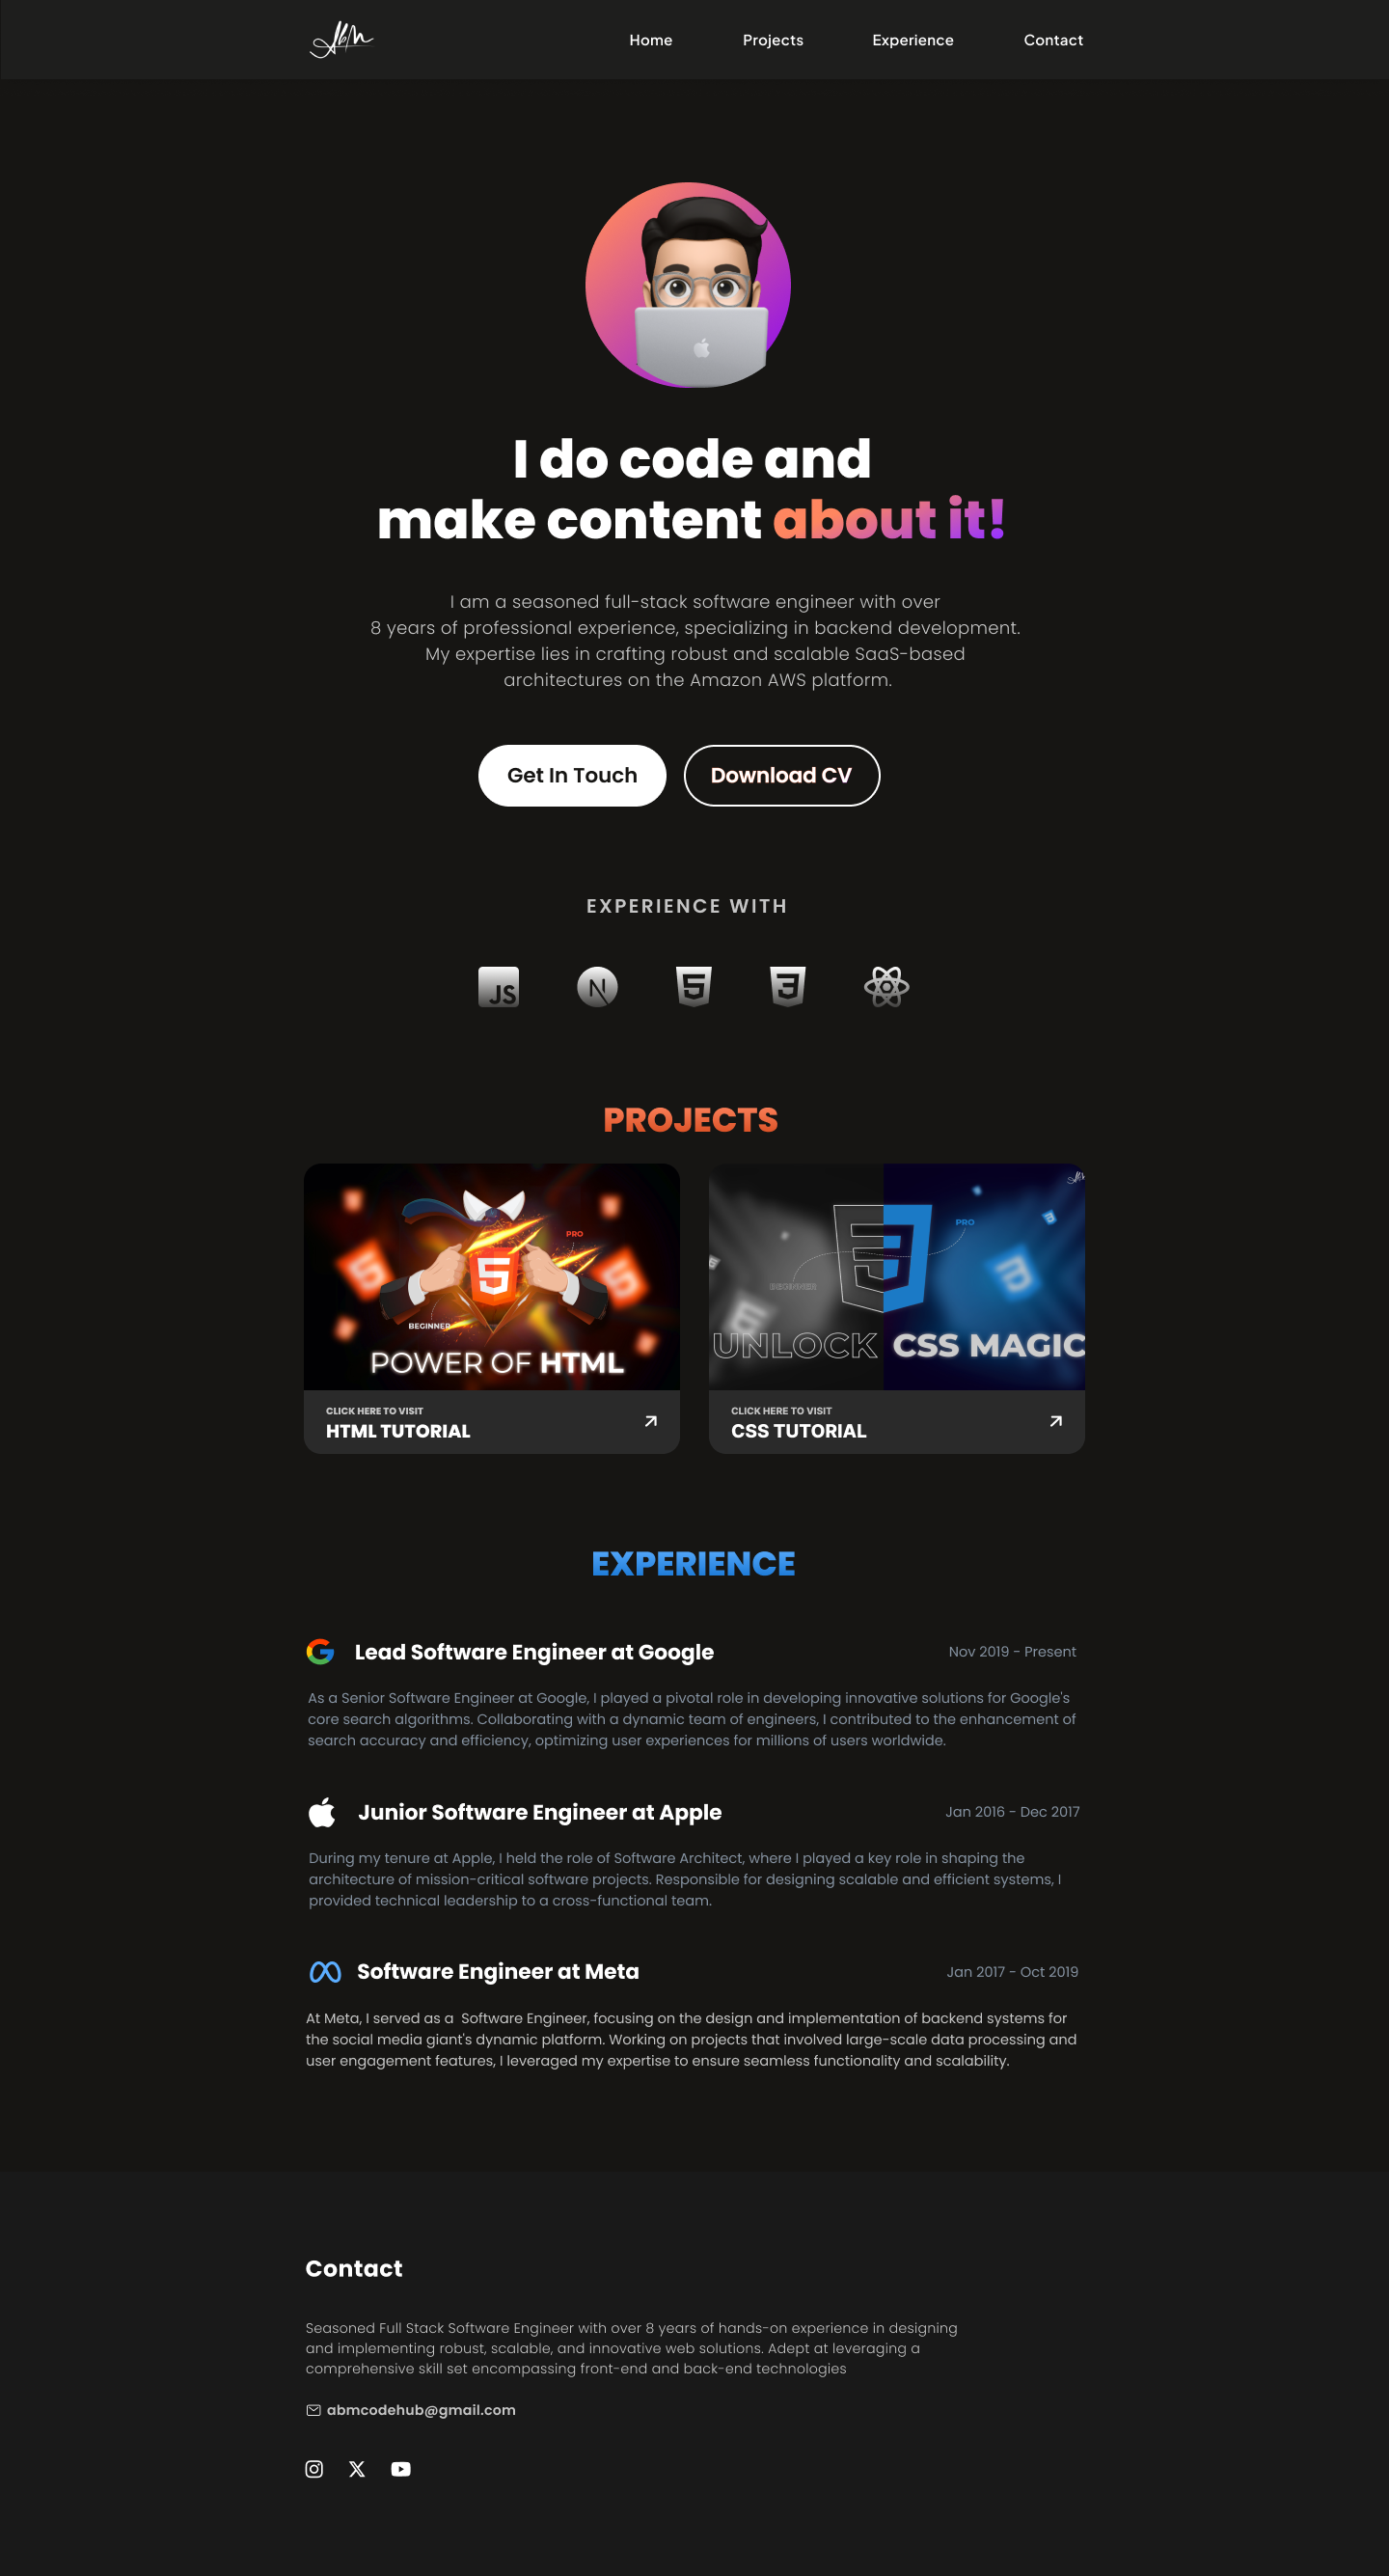 Home Projects Experience Contact
I do code and
make content about it!
I am a seasoned full-stack software engineer with over
8 years of professional experience, specializing in backend development.
My expertise lies in crafting robust and scalable SaaS-based
architectures on the Amazon AWS platform.
Get In Touch Download CV
EXPERIENCE WITH
JS N 5 3
PROJECTS
PRO
5
BEGINNER
POWER OF HTML
CLICK HERE TO VISIT
HTML TUTORIAL
PRO
3
BEGINNER
UNLOCK CSS MAGIC
CLICK HERE TO VISIT
CSS TUTORIAL
EXPERIENCE
Lead Software Engineer at Google Nov 2019 - Present
As a Senior Software Engineer at Google, I played a pivotal role in developing innovative solutions for Google's
core search algorithms. Collaborating with a dynamic team of engineers, I contributed to the enhancement of
search accuracy and efficiency, optimizing user experiences for millions of users worldwide.
Junior Software Engineer at Apple Jan 2016 - Dec 2017
During my tenure at Apple, I held the role of Software Architect, where I played a key role in shaping the
architecture of mission-critical software projects. Responsible for designing scalable and efficient systems, I
provided technical leadership to a cross-functional team.
Software Engineer at Meta Jan 2017 - Oct 2019
At Meta, I served as a Software Engineer, focusing on the design and implementation of backend systems for
the social media giant's dynamic platform. Working on projects that involved large-scale data processing and
user engagement features, I leveraged my expertise to ensure seamless functionality and scalability.
Contact
Seasoned Full Stack Software Engineer with over 8 years of hands-on experience in designing
and implementing robust, scalable, and innovative web solutions. Adept at leveraging a
comprehensive skill set encompassing front-end and back-end technologies
abmcodehub@gmail.com